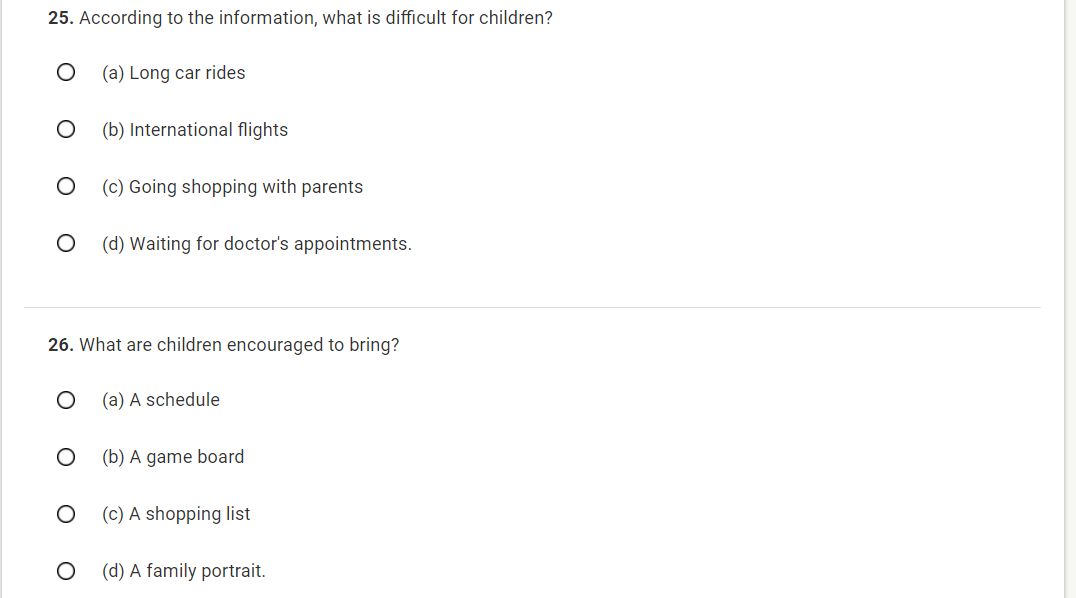 25. According to the information, what is difficult for children?
(a) Long car rides
(b) International flights
(c) Going shopping with parents
(d) Waiting for doctor's appointments.
26. What are children encouraged to bring?
(a) A schedule
(b) A game board
(c) A shopping list
(d) A family portrait.